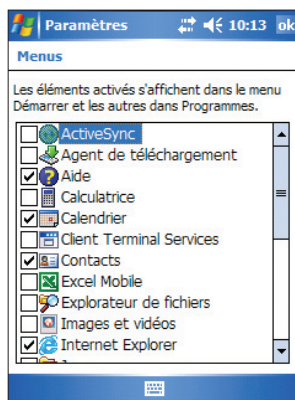 Paramètres 10:13 ok
Menus
Les éléments activés s'affichent dans le menu
Démarrer et les autres dans Programmes.
ActiveSync
Agent de téléchargement
Aide
Calculatrice
Calendrier
Client Terminal Services
Contacts
Excel Mobile
Explorateur de fichiers
Images et vidéos
Internet Explorer